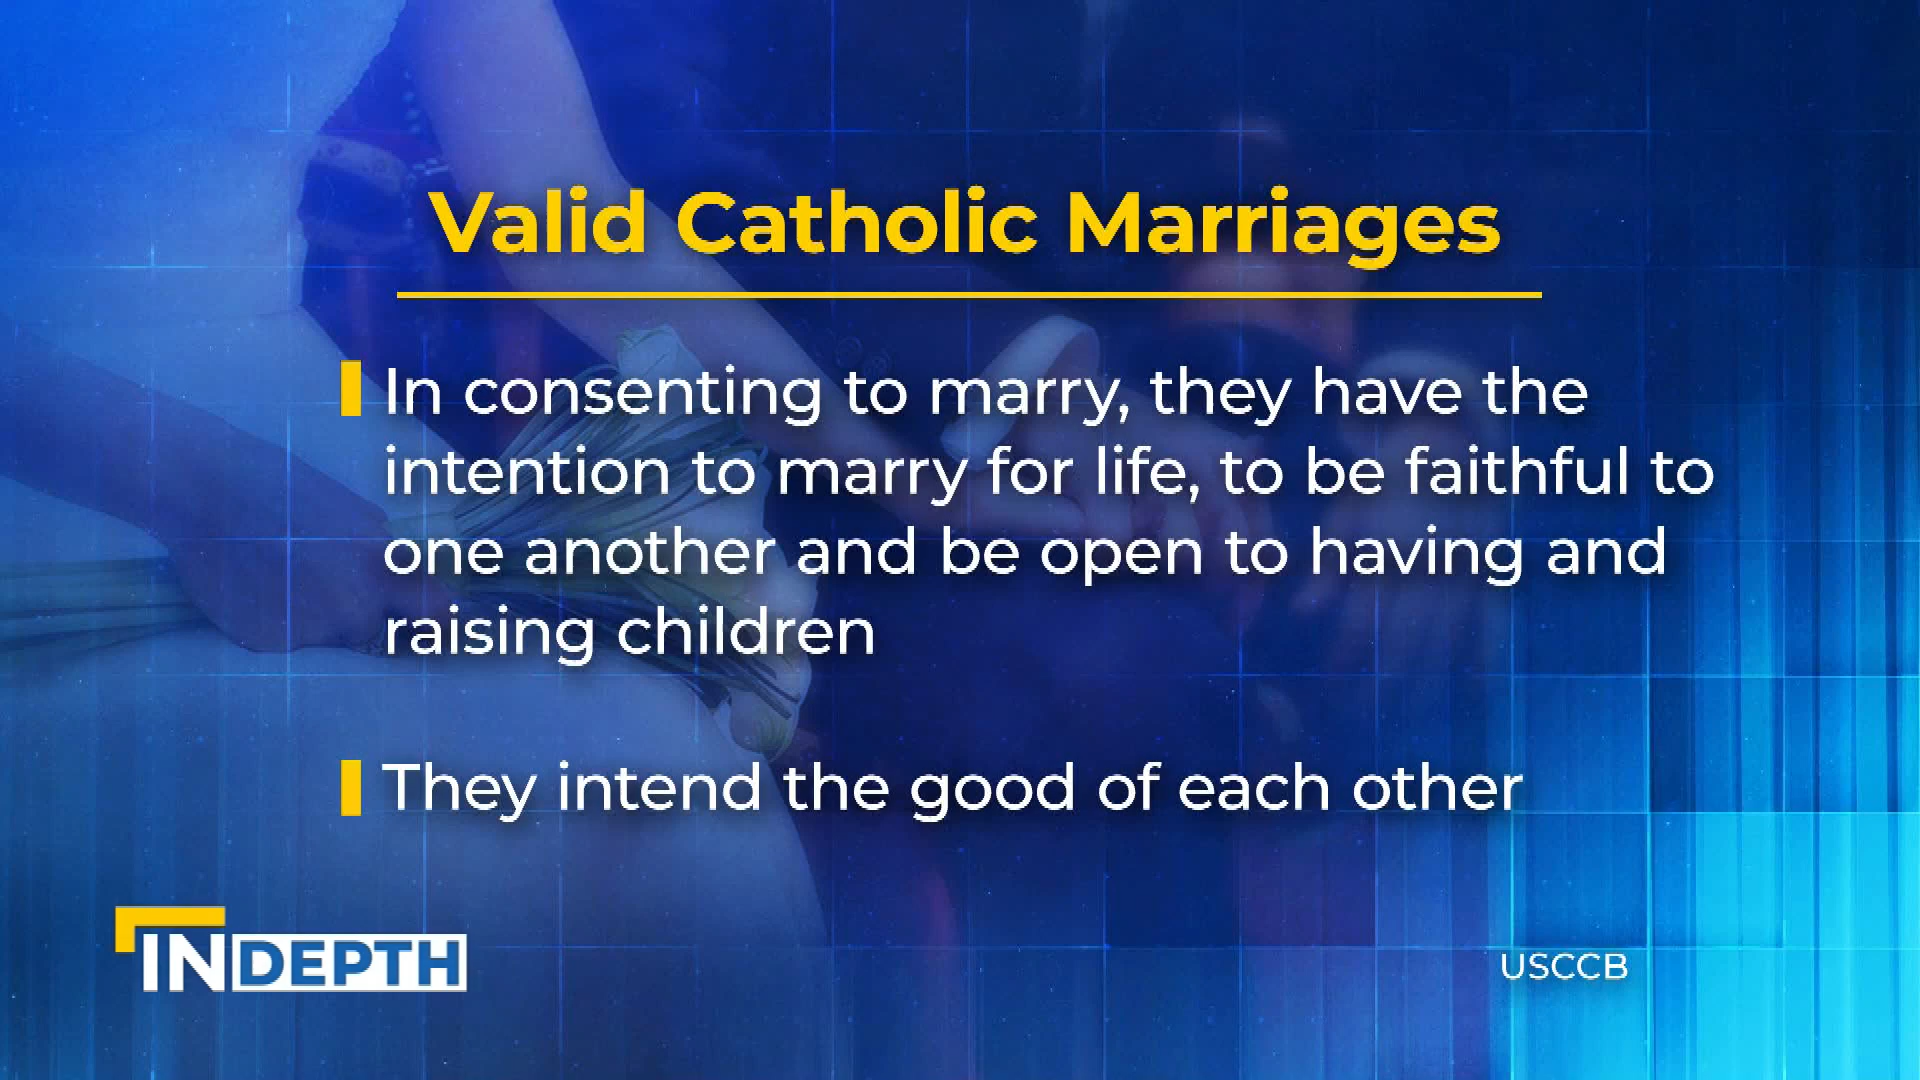 Valid Catholic Marriages
In consenting to marry, they have the
intention to marry for life, to be faithful to
one another and be open to having and
raising children
They intend the good of each other
INDEPTH
USCCB